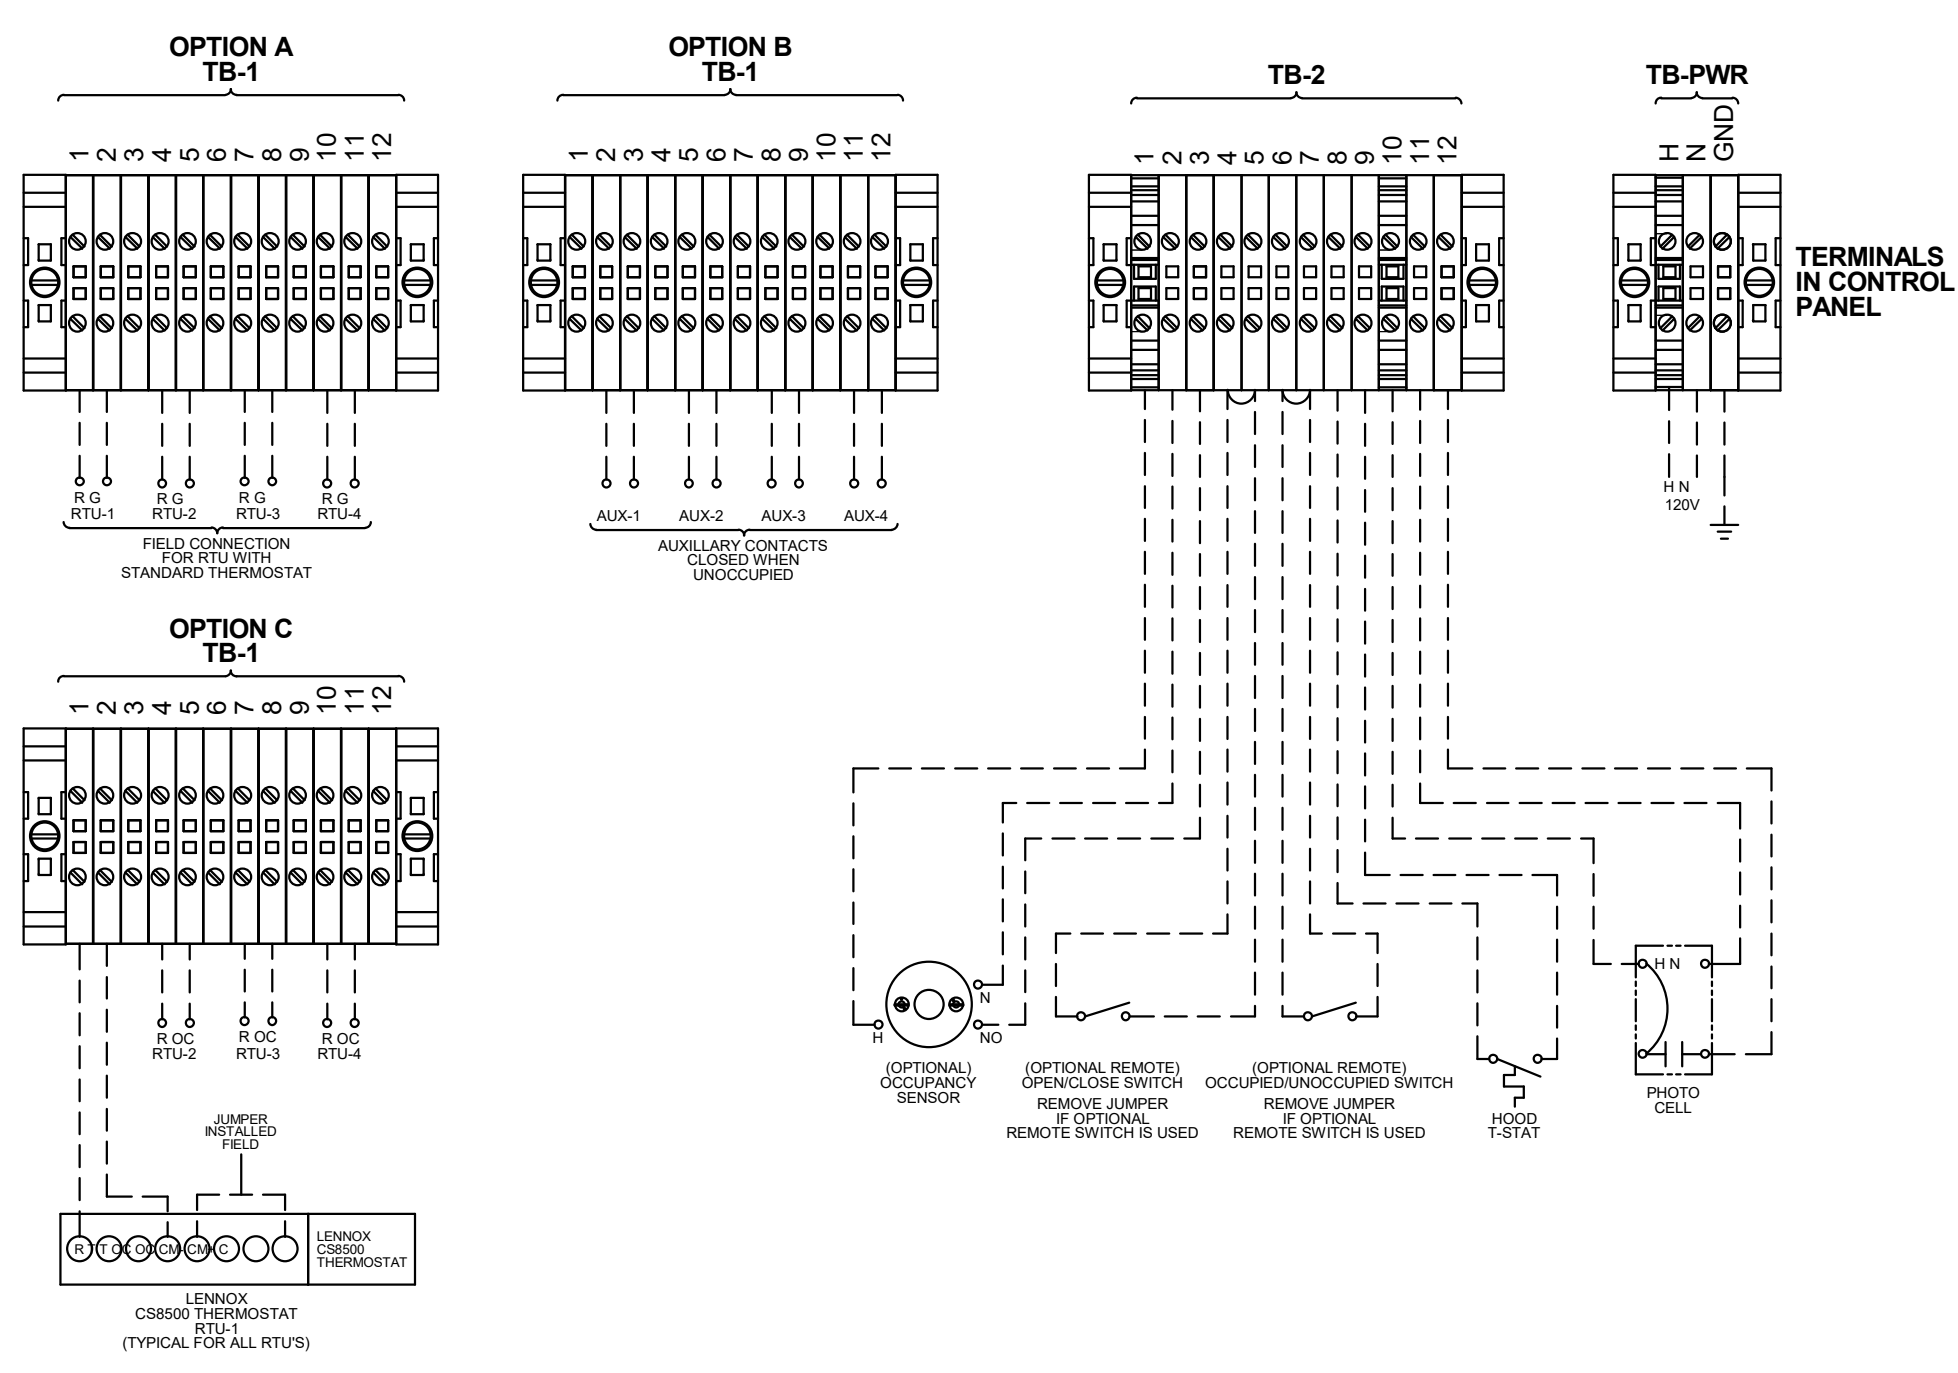 OPTION A
TB-1
1 2 3 4 5 6 7 8 9 10 11 12
R G R G R G R G
RTU-1 RTU-2 RTU-3 RTU-4
FIELD CONNECTION
FOR RTU WITH
STANDARD THERMOSTAT
OPTION B
TB-1
1 2 3 4 5 6 7 8 9 10 11 12
AUX-1 AUX-2 AUX-3 AUX-4
AUXILLARY CONTACTS
CLOSED WHEN
UNOCCUPIED
TB-2
1 2 3 4 5 6 7 8 9 10 11 12
TB-PWR
H N GND
TERMINALS
IN CONTROL
PANEL
H N
120V
OPTION C
TB-1
1 2 3 4 5 6 7 8 9 10 11 12
R OC R OC R OC
RTU-2 RTU-3 RTU-4
JUMPER
INSTALLED
FIELD
R T T OC OC CM- CM+ C
LENNOX
CS8500
THERMOSTAT
LENNOX
CS8500 THERMOSTAT
RTU-1
(TYPICAL FOR ALL RTU'S)
N
H
NO
(OPTIONAL)
OCCUPANCY
SENSOR
(OPTIONAL REMOTE)
OPEN/CLOSE SWITCH
REMOVE JUMPER
IF OPTIONAL
REMOTE SWITCH IS USED
(OPTIONAL REMOTE)
OCCUPIED/UNOCCUPIED SWITCH
REMOVE JUMPER
IF OPTIONAL
REMOTE SWITCH IS USED
HOOD
T-STAT
H N
PHOTO
CELL